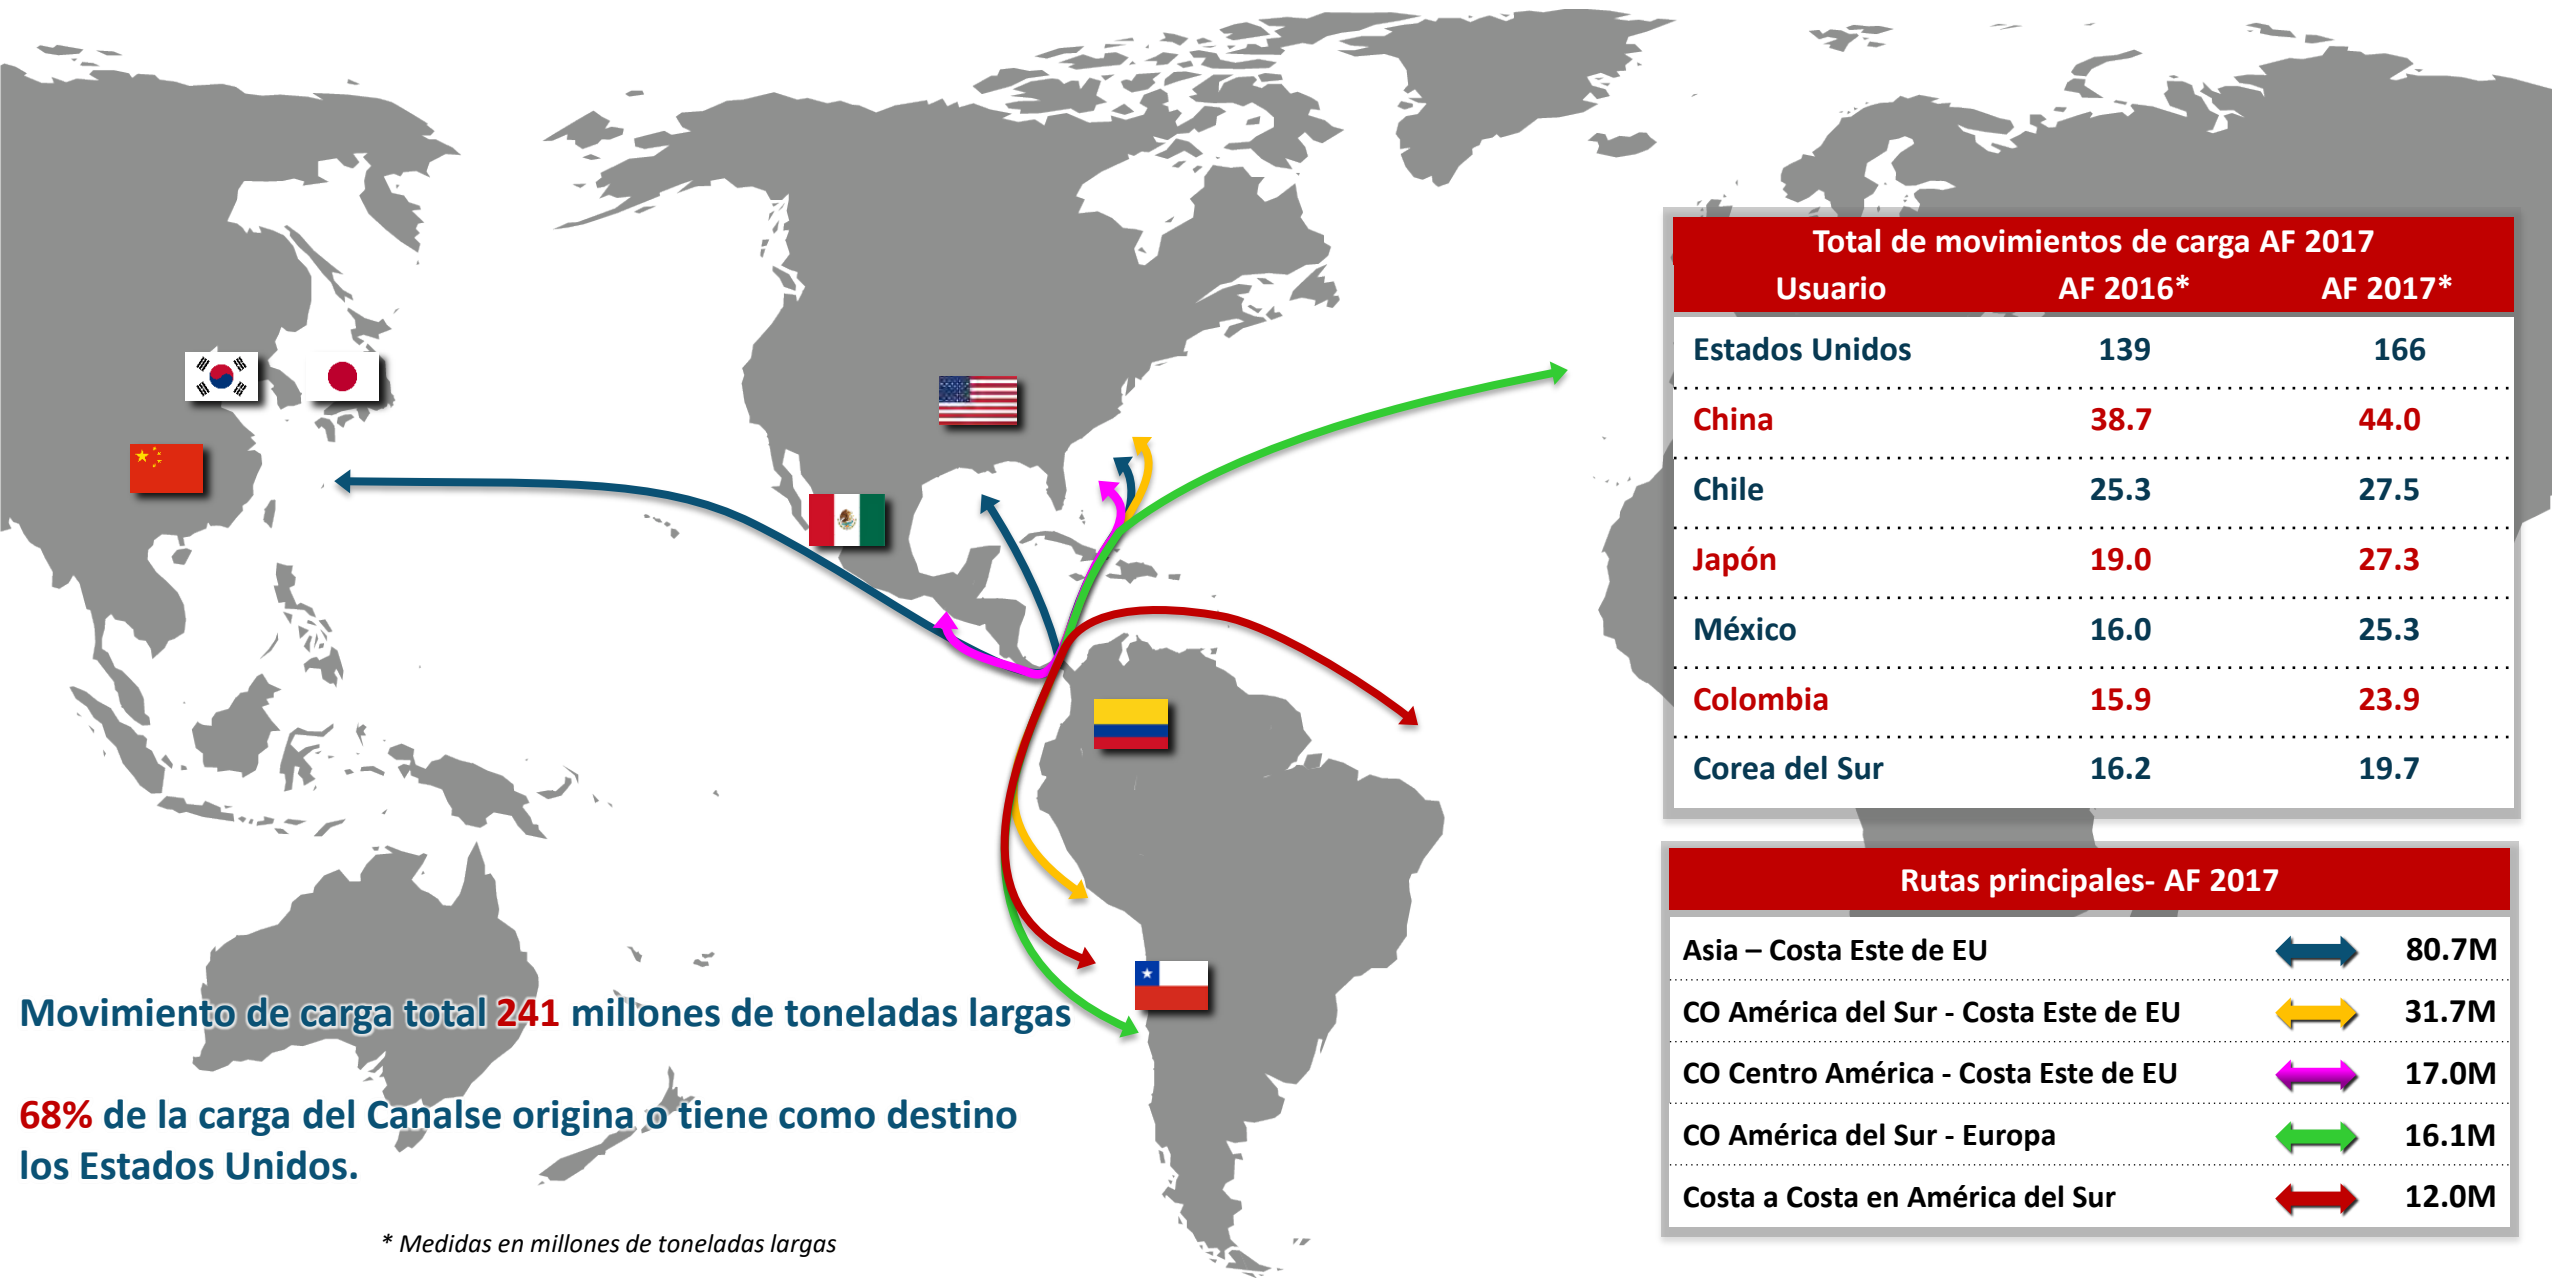 Total de movimientos de carga AF 2017
Usuario AF 2016* AF 2017*
Estados Unidos 139 166
China 38.7 44.0
Chile 25.3 27.5
Japón 19.0 27.3
México 16.0 25.3
Colombia 15.9 23.9
Corea del Sur 16.2 19.7
Rutas principales- AF 2017
Asia – Costa Este de EU 80.7M
CO América del Sur - Costa Este de EU 31.7M
CO Centro América - Costa Este de EU 17.0M
CO América del Sur - Europa 16.1M
Costa a Costa en América del Sur 12.0M
Movimiento de carga total 241 millones de toneladas largas
68% de la carga del Canalse origina o tiene como destino
los Estados Unidos.
* Medidas en millones de toneladas largas